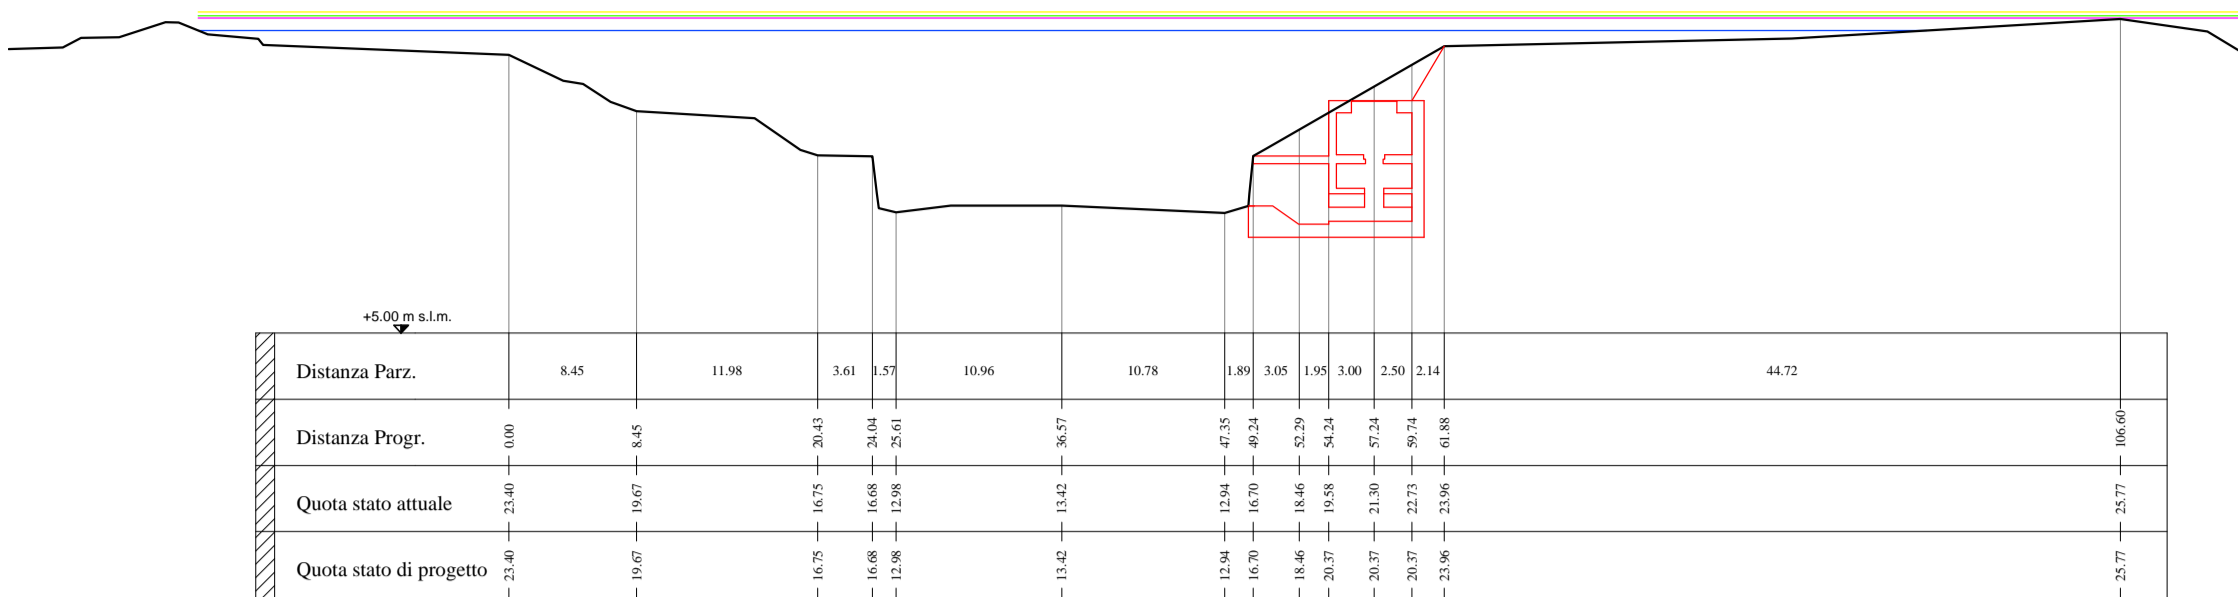 +5.00 m s.l.m.
Distanza Parz. 8.45 11.98 3.61 1.57 10.96 10.78 1.89 3.05 1.95 3.00 2.50 2.14 44.72
Distanza Progr. 0.00 8.45 20.43 24.04 25.61 36.57 47.35 49.24 52.29 54.24 57.24 59.74 61.88 106.60
Quota stato attuale 23.40 19.67 16.75 16.68 12.98 13.42 12.94 16.70 18.46 19.58 21.30 22.73 23.96 25.77
Quota stato di progetto 23.40 19.67 16.75 16.68 12.98 13.42 12.94 16.70 18.46 20.37 20.37 20.37 23.96 25.77